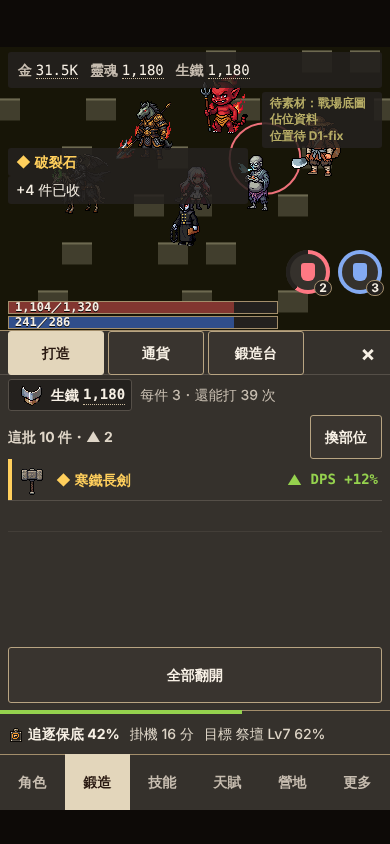 金 31.5K 靈魂 1,180 生鐵 1,180
待素材：戰場底圖
佔位資料
位置待 D1-fix
◆ 破裂石
+4 件已收
2
3
1,104／1,320
241／286
打造 通貨 鍛造台 ×
生鐵 1,180 每件 3・還能打 39 次
這批 10 件・▲ 2
換部位
◆ 寒鐵長劍 ▲ DPS +12%
全部翻開
追逐保底 42% 掛機 16 分 目標 祭壇 Lv7 62%
角色 鍛造 技能 天賦 營地 更多